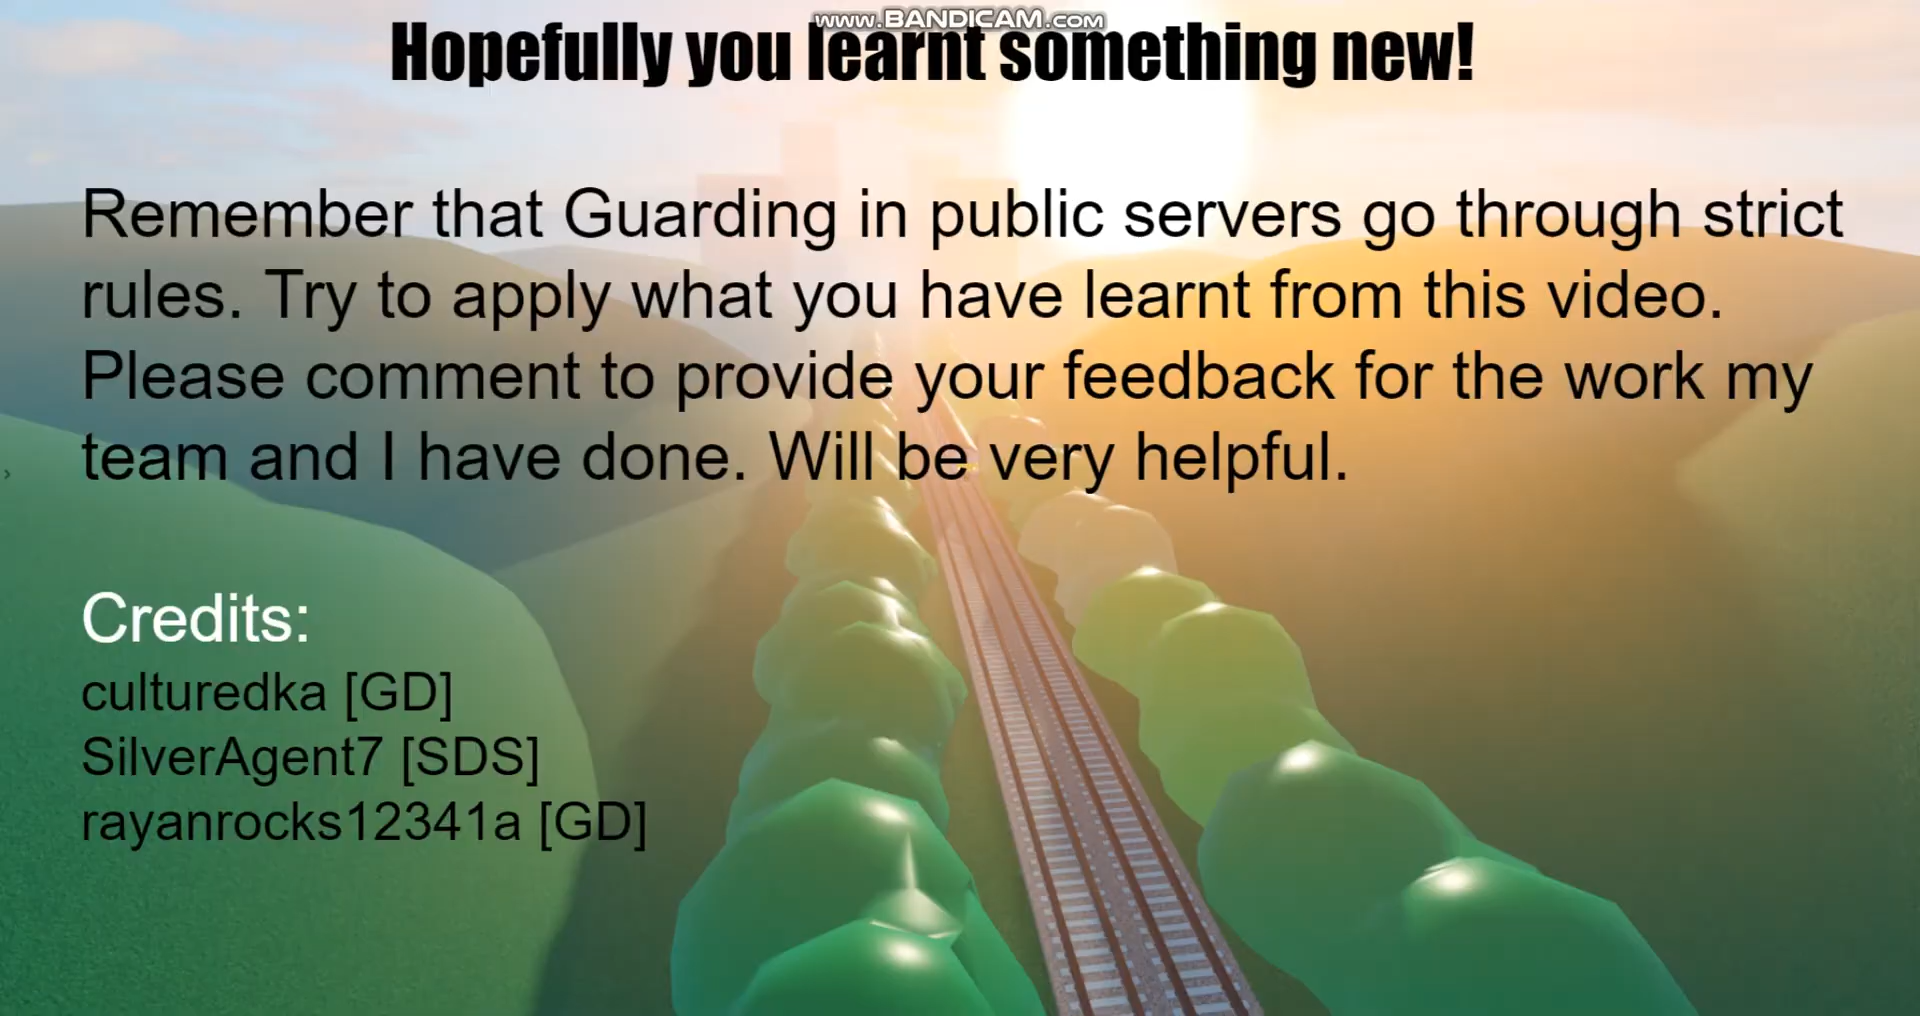 www.BANDICAM.com
Hopefully you learnt something new!
Remember that Guarding in public servers go through strict
rules. Try to apply what you have learnt from this video.
Please comment to provide your feedback for the work my
team and I have done. Will be very helpful.
Credits:
culturedka [GD]
SilverAgent7 [SDS]
rayanrocks12341a [GD]